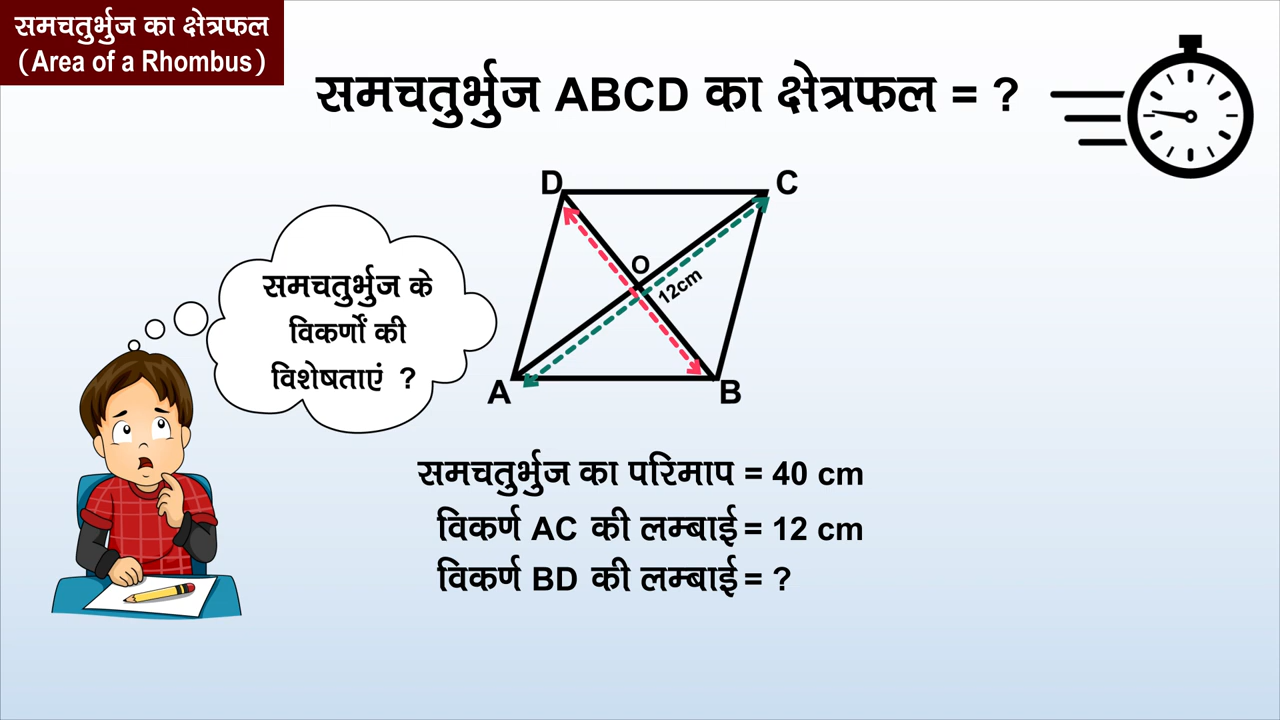 समचतुर्भुज का क्षेत्रफल
(Area of a Rhombus)
समचतुर्भुज ABCD का क्षेत्रफल = ?
D
C
O
12cm
A
B
समचतुर्भुज के
विकर्णों की
विशेषताएं ?
समचतुर्भुज का परिमाप = 40 cm
विकर्ण AC की लम्बाई = 12 cm
विकर्ण BD की लम्बाई = ?